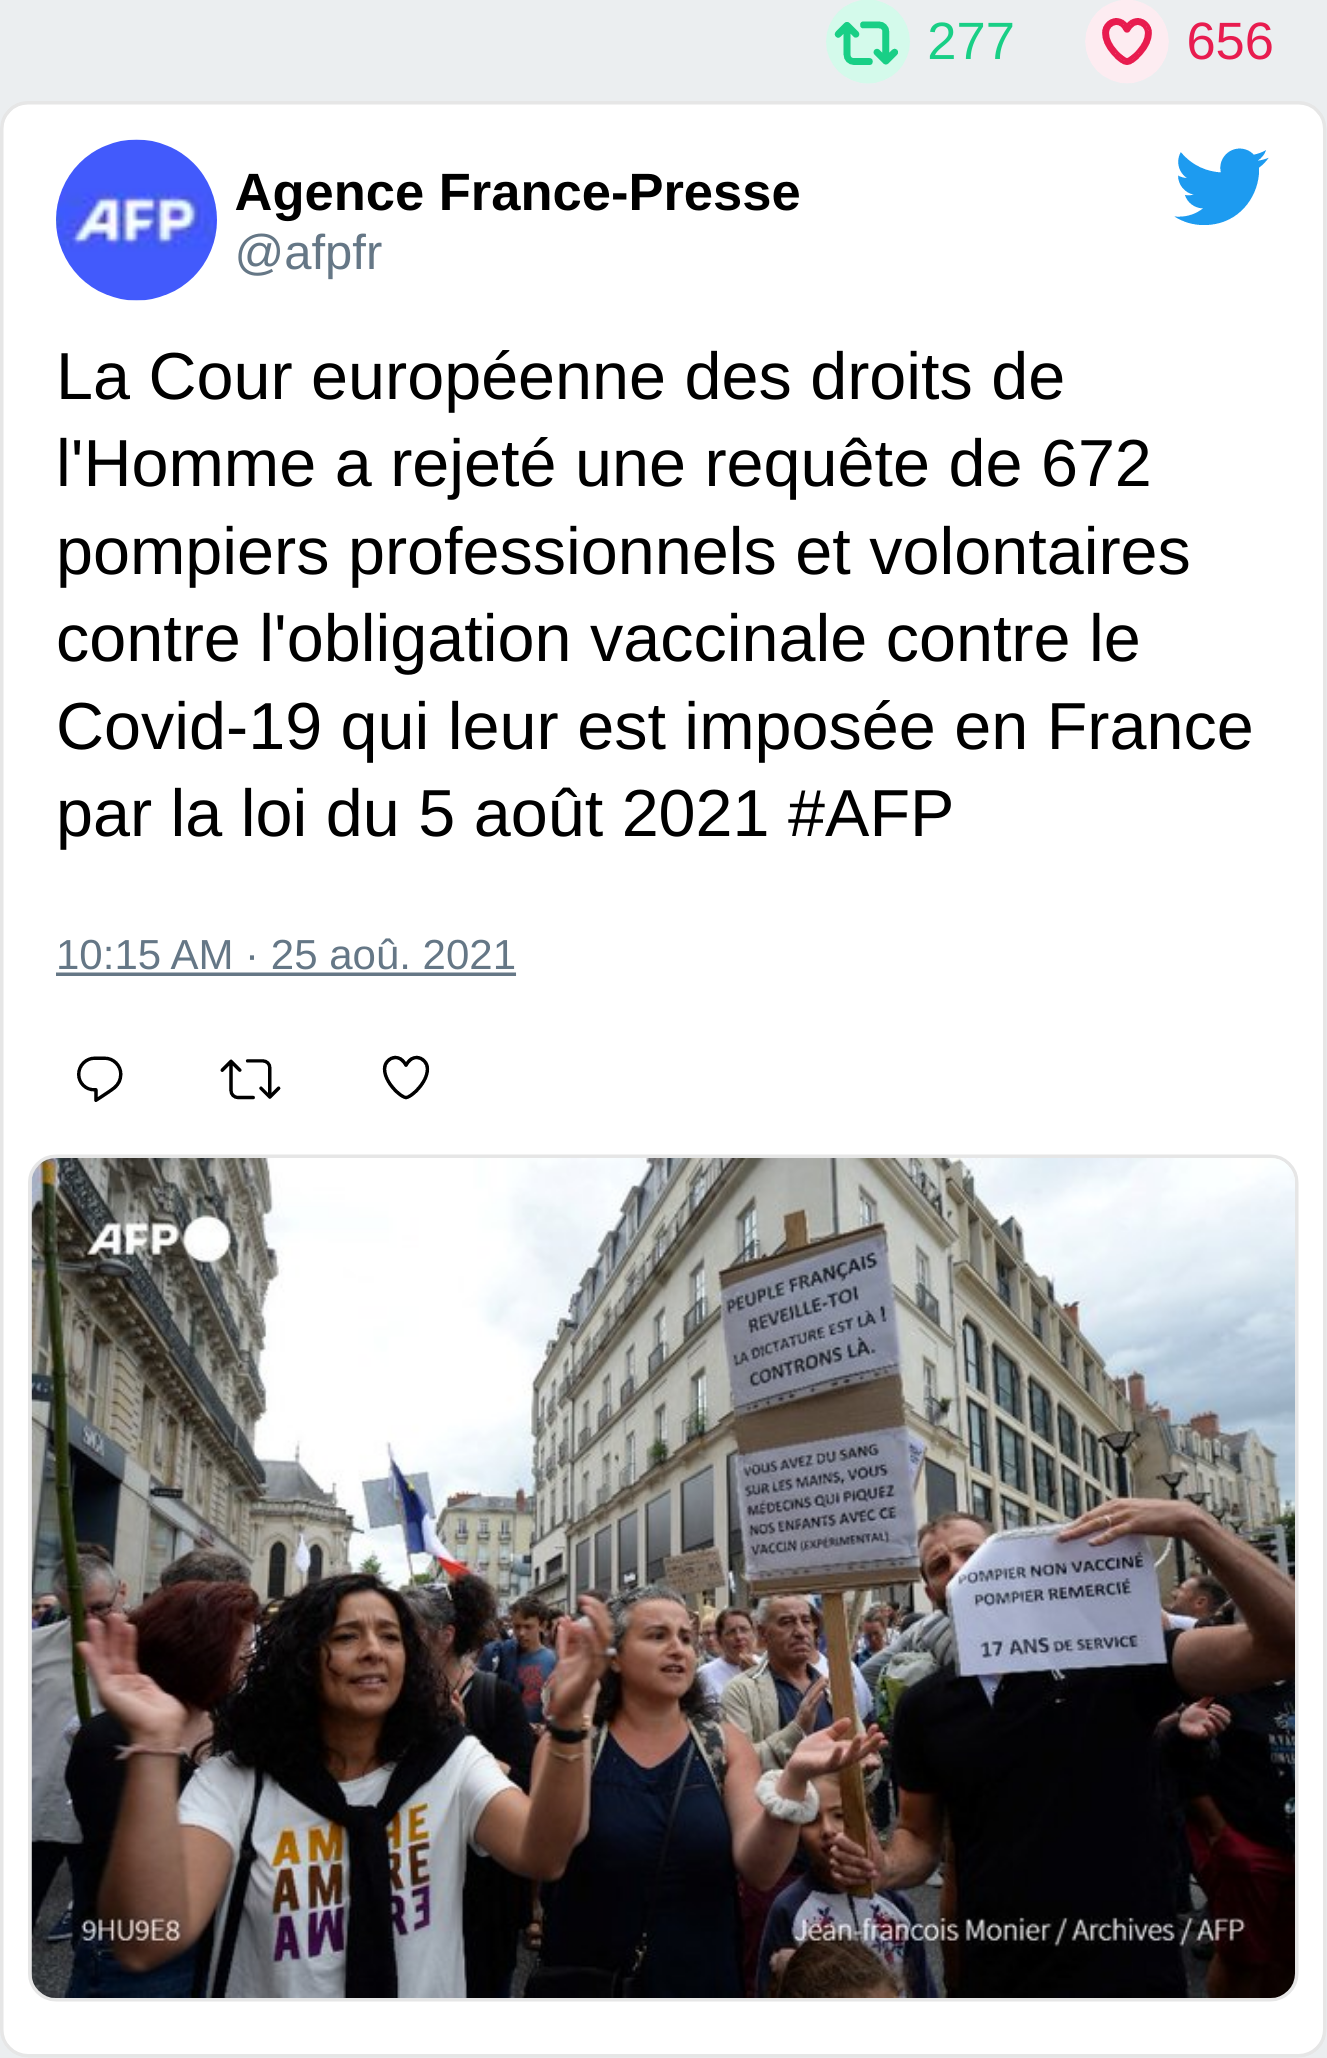 277 656
AFP
Agence France-Presse
@afpfr
La Cour européenne des droits de
l'Homme a rejeté une requête de 672
pompiers professionnels et volontaires
contre l'obligation vaccinale contre le
Covid-19 qui leur est imposée en France
par la loi du 5 août 2021 #AFP
10:15 AM · 25 aoû. 2021
AFP
PEUPLE FRANÇAIS
REVEILLE-TOI
LA DICTATURE EST LÀ !
CONTRONS LÀ.
VOUS AVEZ DU SANG
SUR LES MAINS, VOUS
MÉDECINS QUI PIQUEZ
NOS ENFANTS AVEC CE
VACCIN (EXPÉRIMENTAL)
POMPIER NON VACCINÉ
POMPIER REMERCIÉ
17 ANS DE SERVICE
9HU9E8
Jean-francois Monier / Archives / AFP